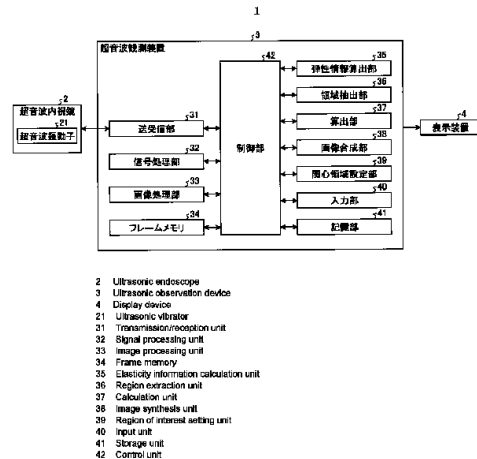 1
超音波観測装置
3
42
超音波内視鏡
2
超音波振動子
21
送受信部
31
信号処理部
32
画像処理部
33
フレームメモリ
34
制御部
弾性情報算出部
35
領域抽出部
36
算出部
37
画像合成部
38
関心領域設定部
39
入力部
40
記憶部
41
表示装置
4
2 Ultrasonic endoscope
3 Ultrasonic observation device
4 Display device
21 Ultrasonic vibrator
31 Transmission/reception unit
32 Signal processing unit
33 Image processing unit
34 Frame memory
35 Elasticity information calculation unit
36 Region extraction unit
37 Calculation unit
38 Image synthesis unit
39 Region of interest setting unit
40 Input unit
41 Storage unit
42 Control unit